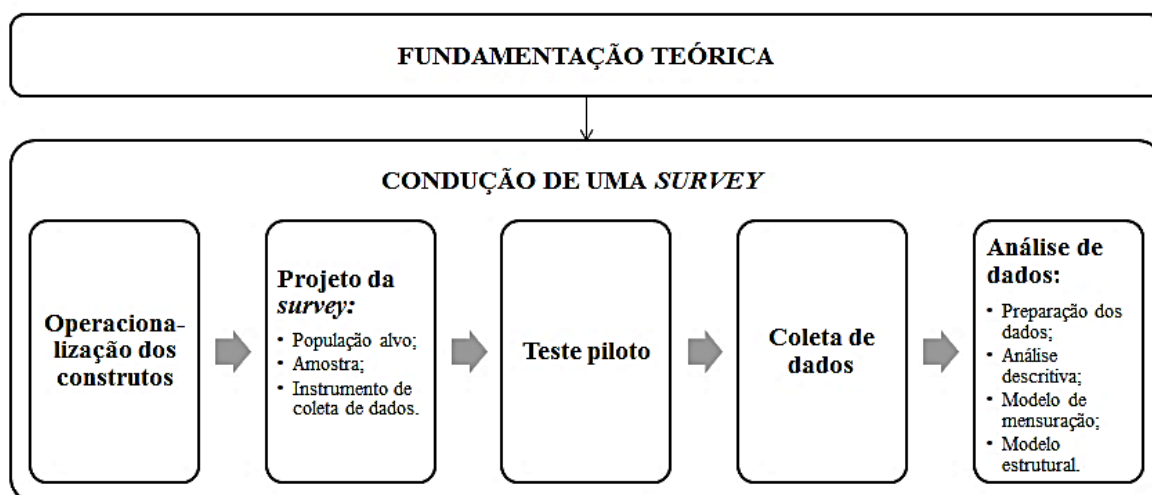 FUNDAMENTAÇÃO TEÓRICA
CONDUÇÃO DE UMA SURVEY
Operaciona-
lização dos
construtos
Projeto da
survey:
• População alvo;
• Amostra;
• Instrumento de
coleta de dados.
Teste piloto
Coleta de
dados
Análise de
dados:
• Preparação dos
dados;
• Análise
descritiva;
• Modelo de
mensuração;
• Modelo
estrutural.